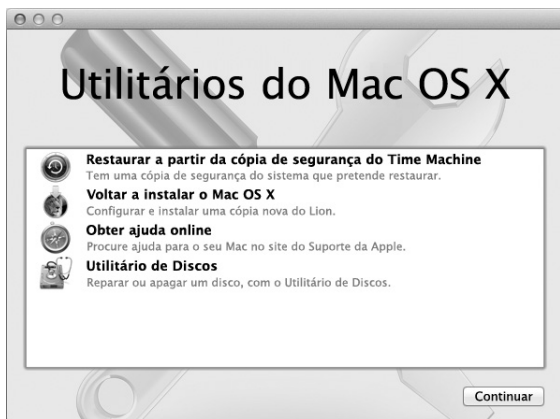 Utilitários do Mac OS X
Restaurar a partir da cópia de segurança do Time Machine
Tem uma cópia de segurança do sistema que pretende restaurar.
Voltar a instalar o Mac OS X
Configurar e instalar uma cópia nova do Lion.
Obter ajuda online
Procure ajuda para o seu Mac no site do Suporte da Apple.
Utilitário de Discos
Reparar ou apagar um disco, com o Utilitário de Discos.
Continuar